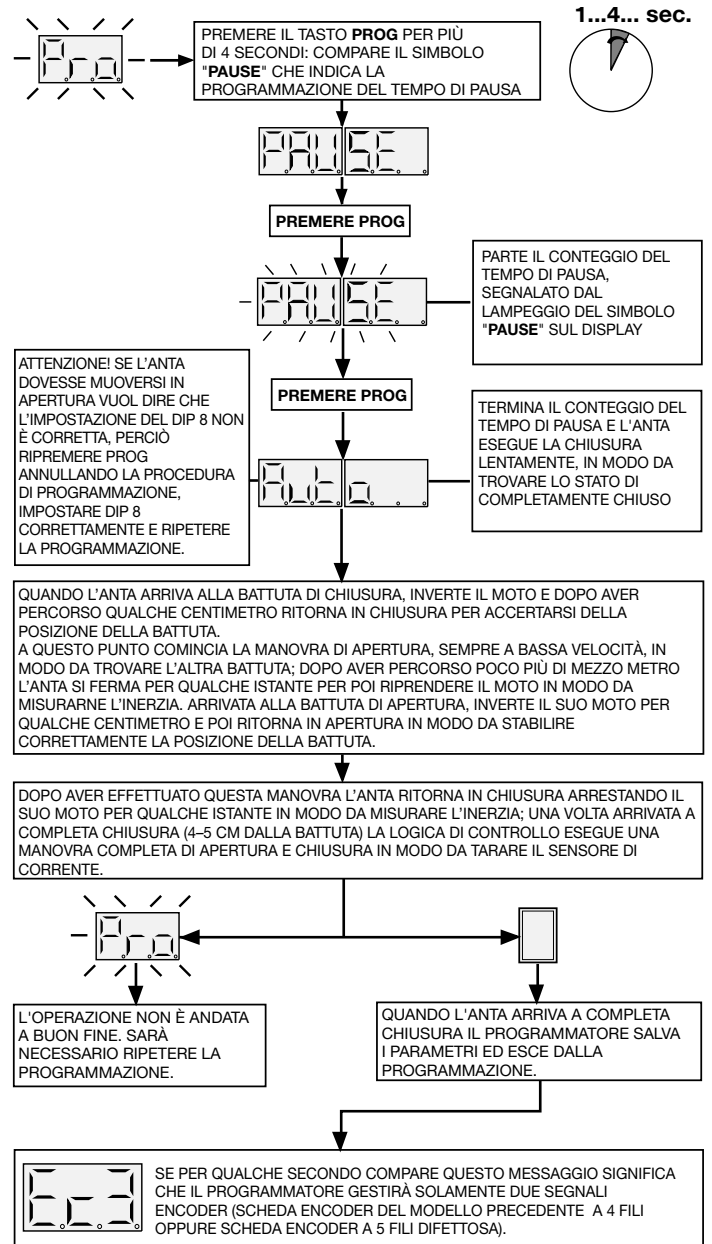 1...4... sec.
Pro
PREMERE IL TASTO PROG PER PIÙ
DI 4 SECONDI: COMPARE IL SIMBOLO
"PAUSE" CHE INDICA LA
PROGRAMMAZIONE DEL TEMPO DI PAUSA
PAUSE
PREMERE PROG
PAUSE
PARTE IL CONTEGGIO DEL
TEMPO DI PAUSA,
SEGNALATO DAL
LAMPEGGIO DEL SIMBOLO
"PAUSE" SUL DISPLAY
ATTENZIONE! SE L'ANTA
DOVESSE MUOVERSI IN
APERTURA VUOL DIRE CHE
L'IMPOSTAZIONE DEL DIP 8 NON
È CORRETTA, PERCIÒ
RIPREMERE PROG
ANNULLANDO LA PROCEDURA
DI PROGRAMMAZIONE,
IMPOSTARE DIP 8
CORRETTAMENTE E RIPETERE
LA PROGRAMMAZIONE.
PREMERE PROG
Auto
TERMINA IL CONTEGGIO DEL
TEMPO DI PAUSA E L'ANTA
ESEGUE LA CHIUSURA
LENTAMENTE, IN MODO DA
TROVARE LO STATO DI
COMPLETAMENTE CHIUSO
QUANDO L'ANTA ARRIVA ALLA BATTUTA DI CHIUSURA, INVERTE IL MOTO E DOPO AVER
PERCORSO QUALCHE CENTIMETRO RITORNA IN CHIUSURA PER ACCERTARSI DELLA
POSIZIONE DELLA BATTUTA.
A QUESTO PUNTO COMINCIA LA MANOVRA DI APERTURA, SEMPRE A BASSA VELOCITÀ, IN
MODO DA TROVARE L'ALTRA BATTUTA; DOPO AVER PERCORSO POCO PIÙ DI MEZZO METRO
L'ANTA SI FERMA PER QUALCHE ISTANTE PER POI RIPRENDERE IL MOTO IN MODO DA
MISURARNE L'INERZIA. ARRIVATA ALLA BATTUTA DI APERTURA, INVERTE IL SUO MOTO PER
QUALCHE CENTIMETRO E POI RITORNA IN APERTURA IN MODO DA STABILIRE
CORRETTAMENTE LA POSIZIONE DELLA BATTUTA.
DOPO AVER EFFETTUATO QUESTA MANOVRA L'ANTA RITORNA IN CHIUSURA ARRESTANDO IL
SUO MOTO PER QUALCHE ISTANTE IN MODO DA MISURARE L'INERZIA; UNA VOLTA ARRIVATA A
COMPLETA CHIUSURA (4–5 CM DALLA BATTUTA) LA LOGICA DI CONTROLLO ESEGUE UNA
MANOVRA COMPLETA DI APERTURA E CHIUSURA IN MODO DA TARARE IL SENSORE DI
CORRENTE.
Pro
L'OPERAZIONE NON È ANDATA
A BUON FINE. SARÀ
NECESSARIO RIPETERE LA
PROGRAMMAZIONE.
QUANDO L'ANTA ARRIVA A COMPLETA
CHIUSURA IL PROGRAMMATORE SALVA
I PARAMETRI ED ESCE DALLA
PROGRAMMAZIONE.
Er3
SE PER QUALCHE SECONDO COMPARE QUESTO MESSAGGIO SIGNIFICA
CHE IL PROGRAMMATORE GESTIRÀ SOLAMENTE DUE SEGNALI
ENCODER (SCHEDA ENCODER DEL MODELLO PRECEDENTE A 4 FILI
OPPURE SCHEDA ENCODER A 5 FILI DIFETTOSA).